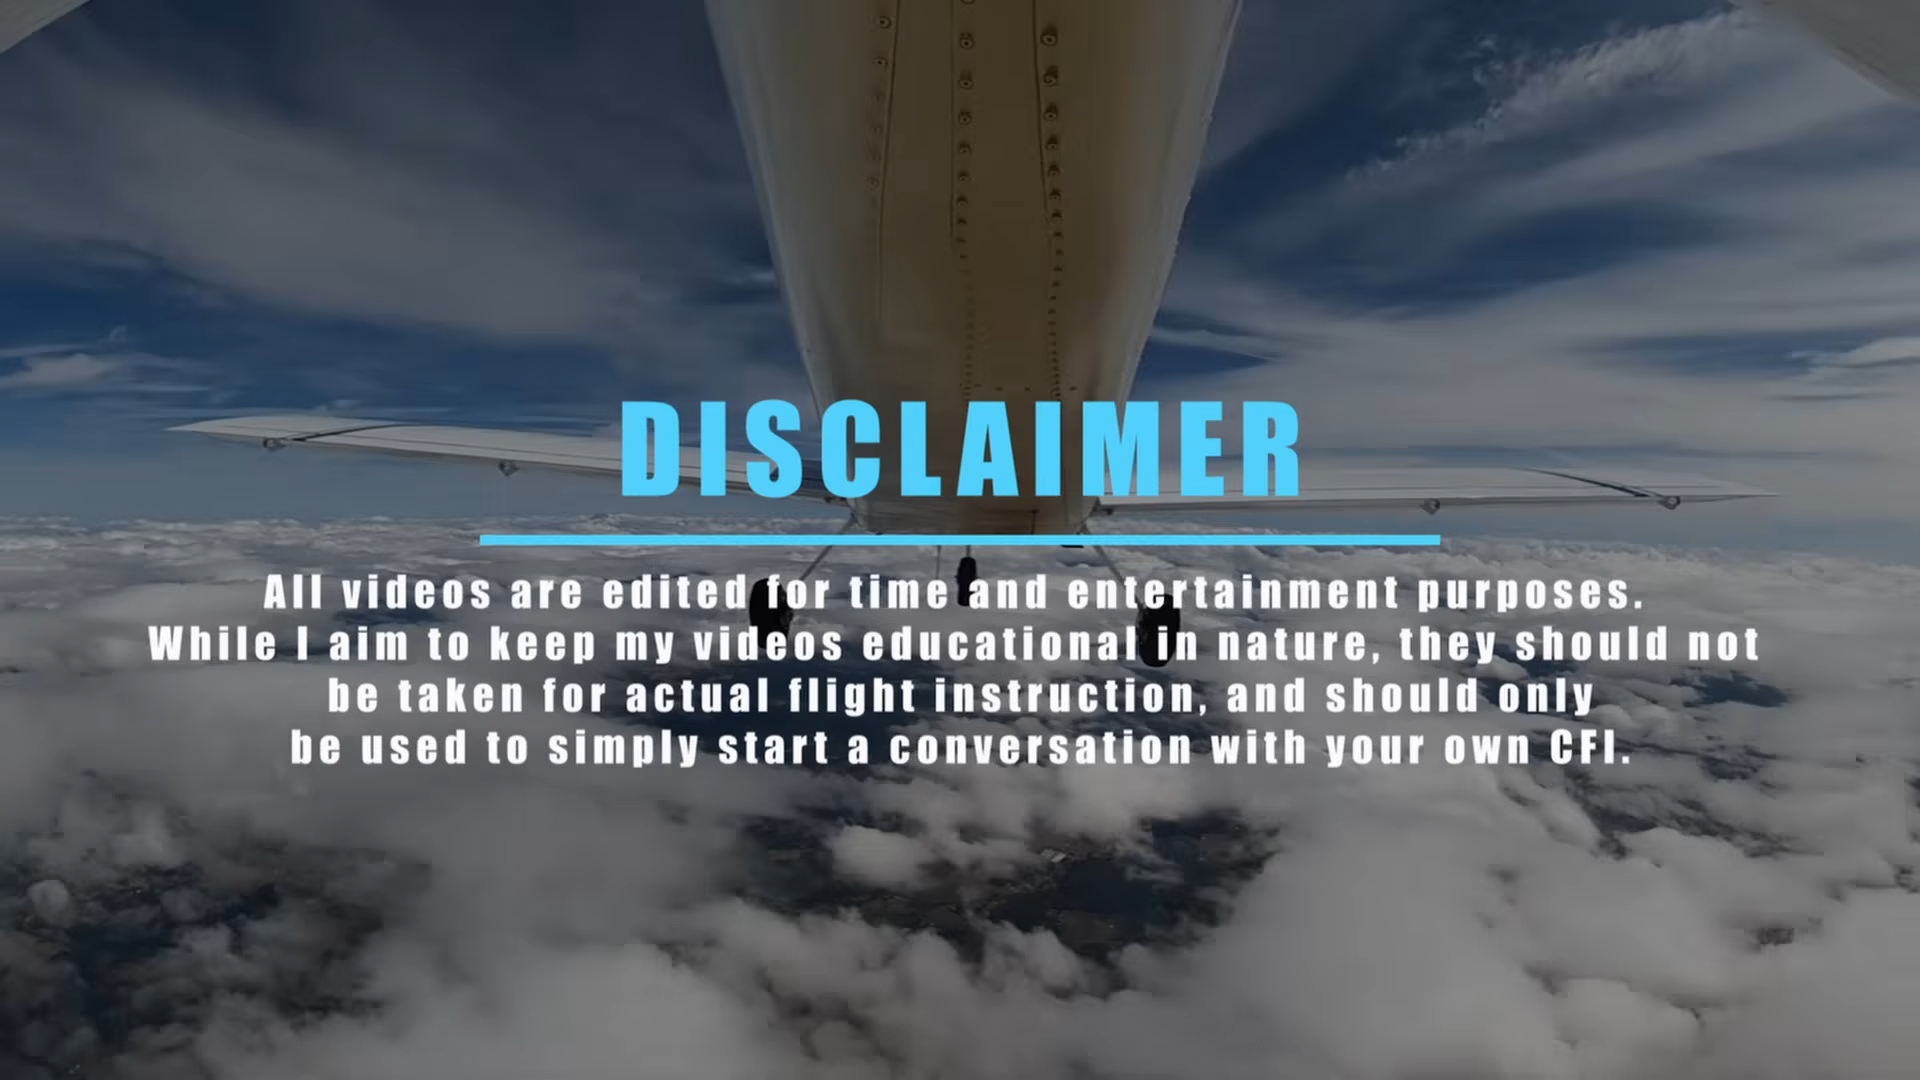 DISCLAIMER
All videos are edited for time and entertainment purposes.
While I aim to keep my videos educational in nature, they should not
be taken for actual flight instruction, and should only
be used to simply start a conversation with your own CFI.